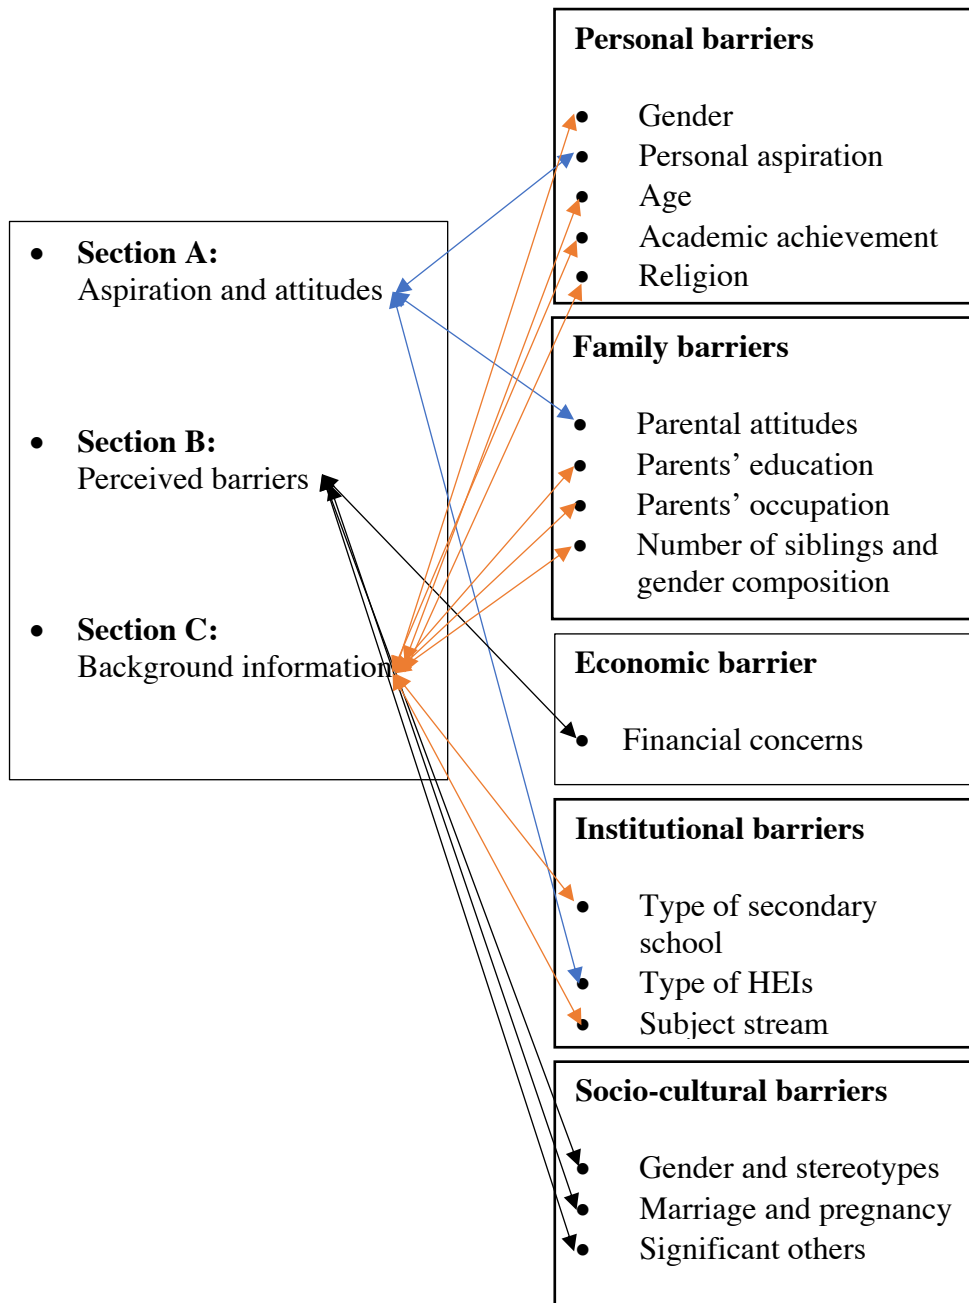 Section A:
Aspiration and attitudes
Section B:
Perceived barriers
Section C:
Background information
Personal barriers
Gender
Personal aspiration
Age
Academic achievement
Religion
Family barriers
Parental attitudes
Parents’ education
Parents’ occupation
Number of siblings and
gender composition
Economic barrier
Financial concerns
Institutional barriers
Type of secondary
school
Type of HEIs
Subject stream
Socio-cultural barriers
Gender and stereotypes
Marriage and pregnancy
Significant others